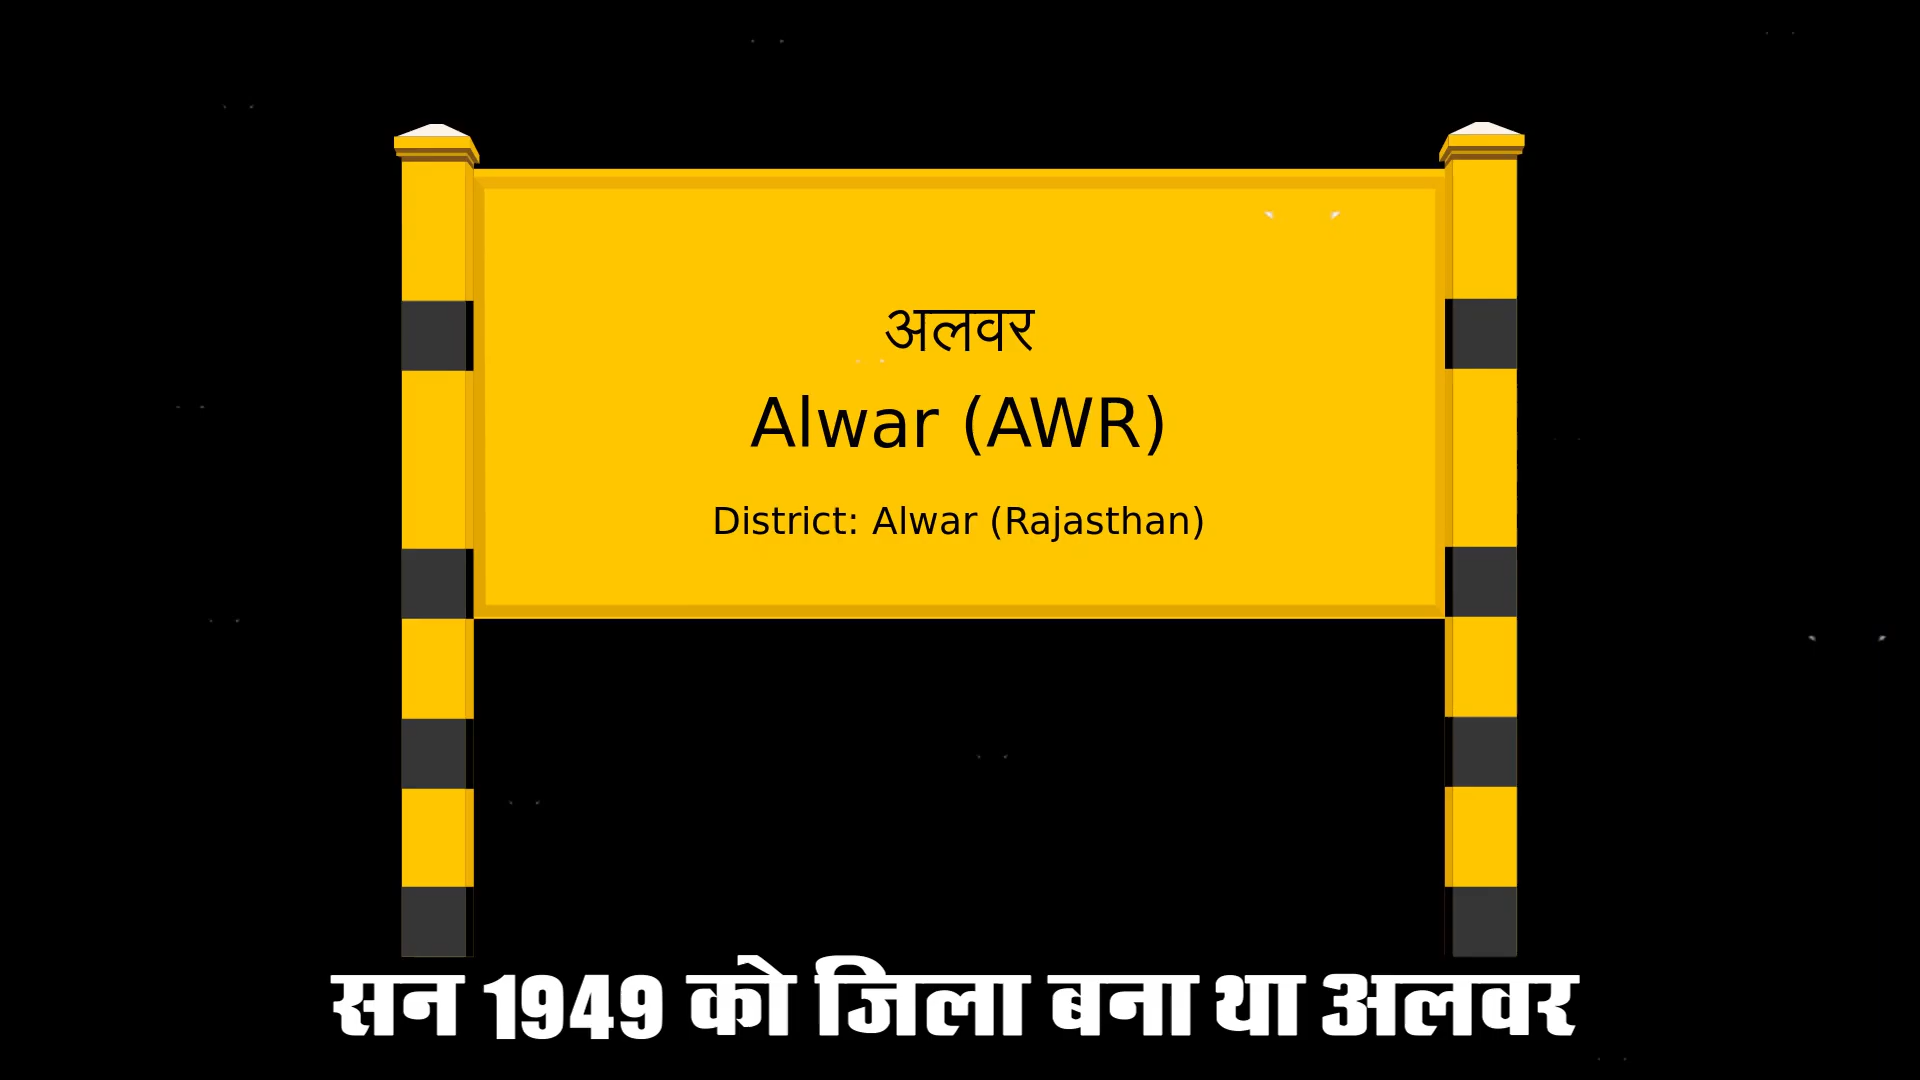 अलवर
Alwar (AWR)
District: Alwar (Rajasthan)
सन 1949 को जिला बना था अलवर